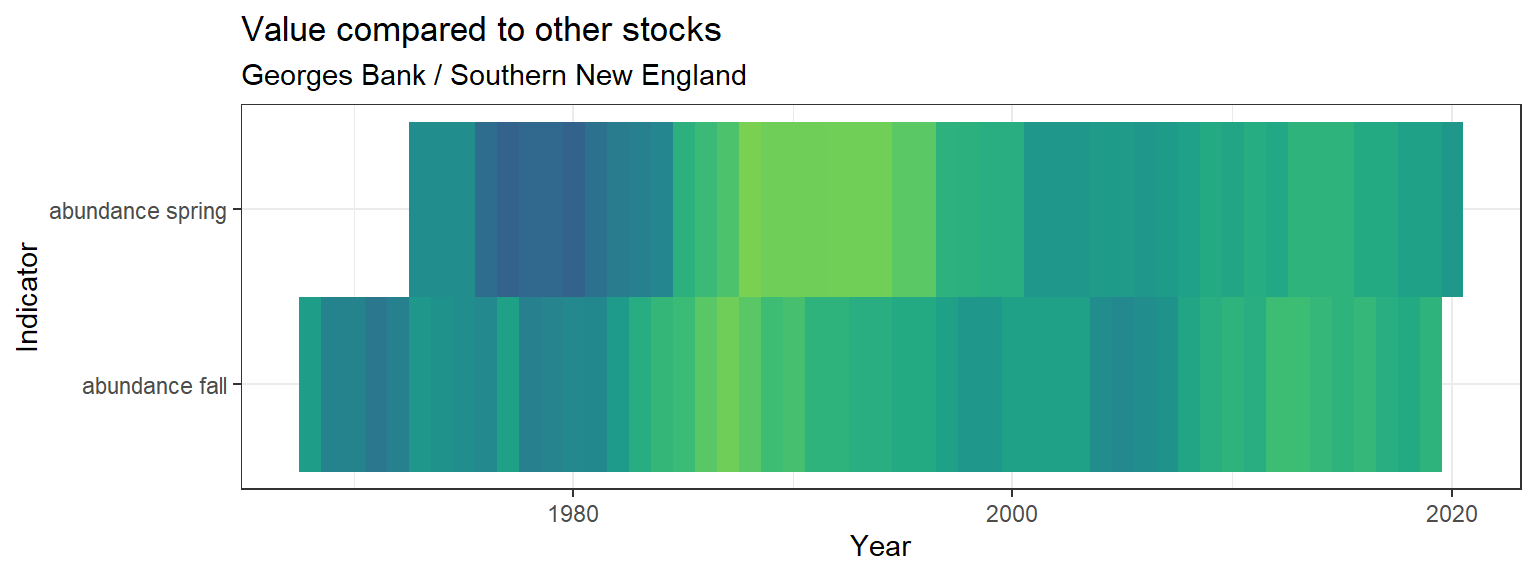 Value compared to other stocks
Georges Bank / Southern New England
Indicator
abundance spring
abundance fall
1980 2000 2020
Year